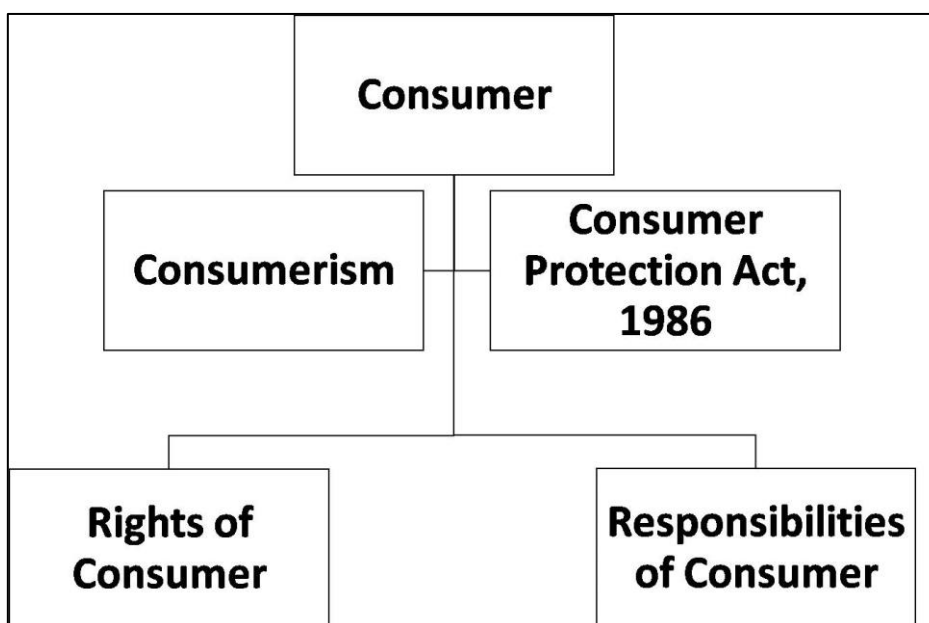 Consumer
Consumerism
Consumer
Protection Act,
1986
Rights of
Consumer
Responsibilities
of Consumer